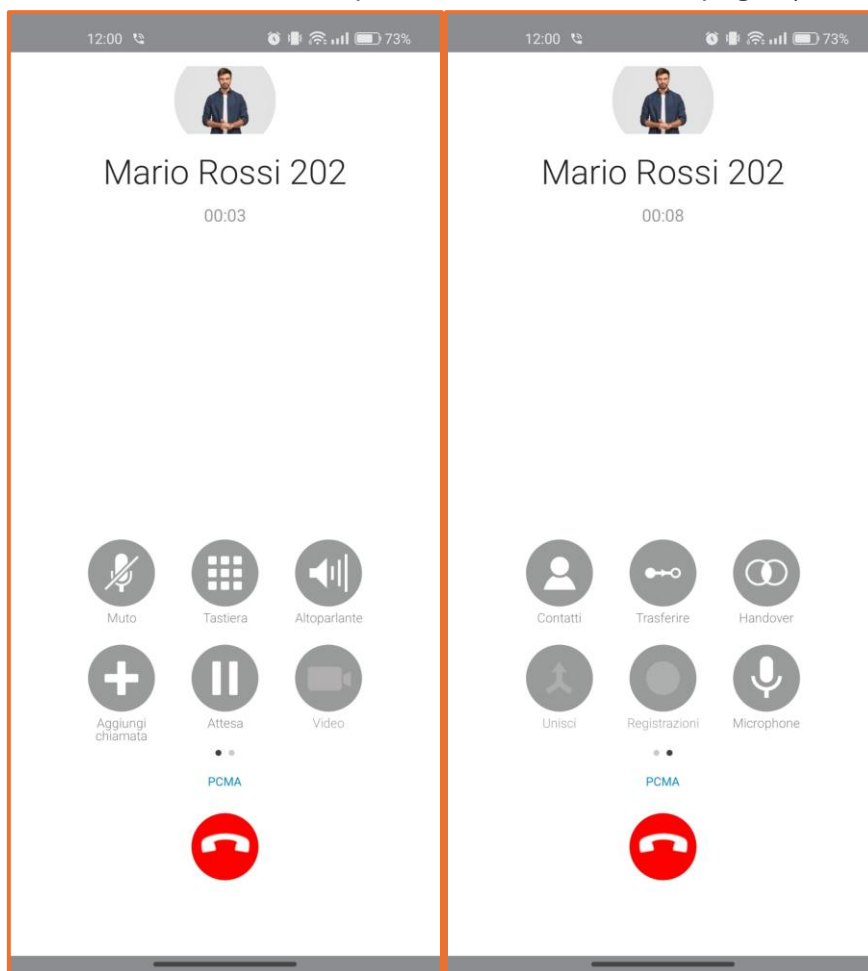 12:00 73%
Mario Rossi 202
00:03
Muto Tastiera Altoparlante
Aggiungi chiamata Attesa Video
PCMA
12:00 73%
Mario Rossi 202
00:08
Contatti Trasferire Handover
Unisci Registrazioni Microphone
PCMA